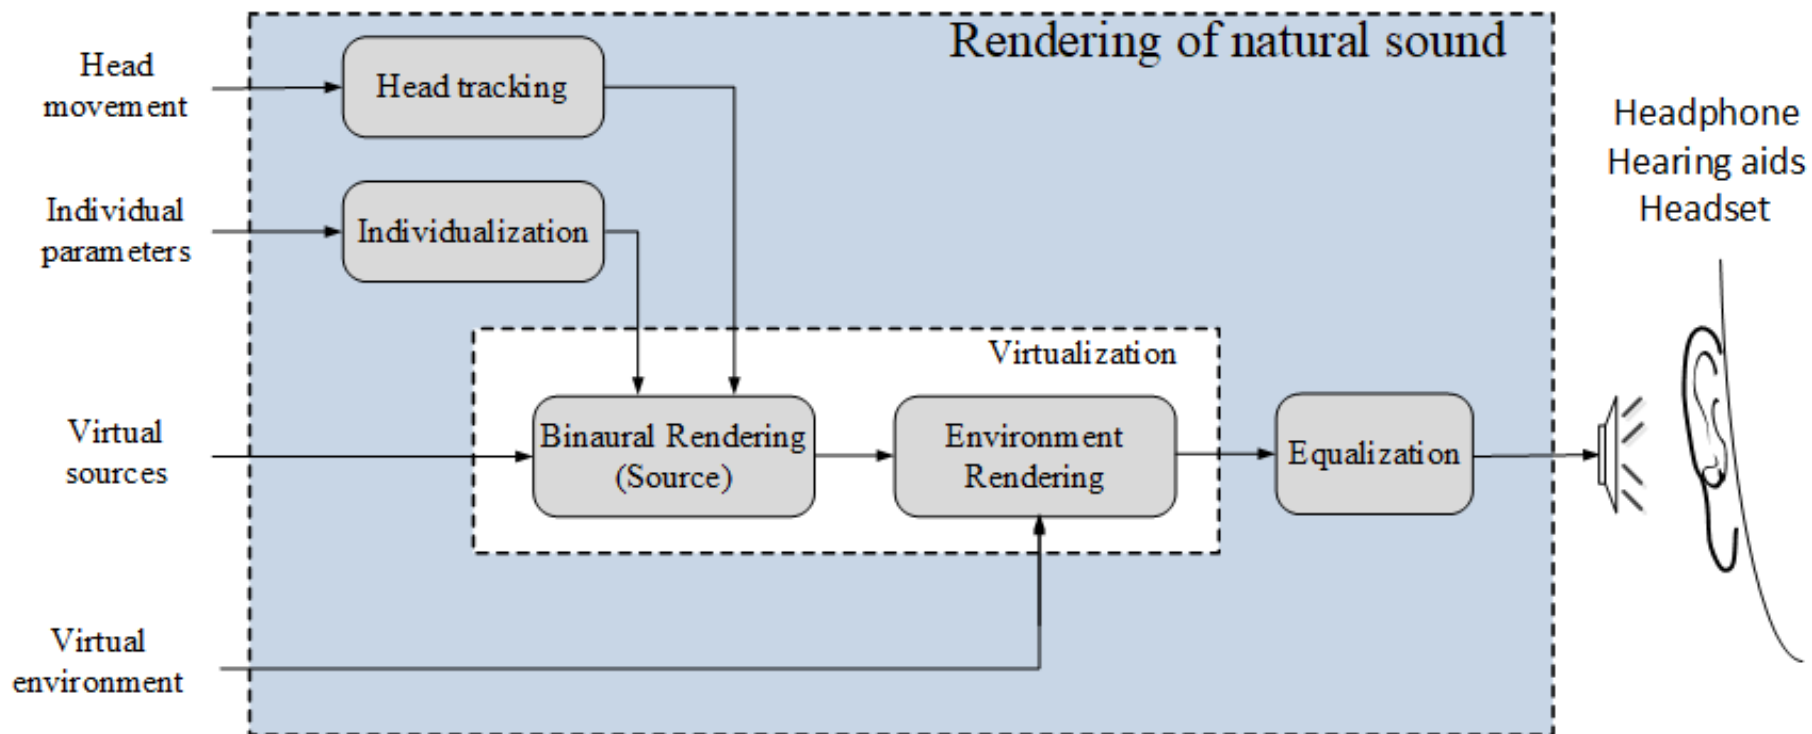 Rendering of natural sound
Head
movement
Head tracking
Individual
parameters
Individualization
Headphone
Hearing aids
Headset
Virtualization
Virtual
sources
Binaural Rendering
(Source)
Environment
Rendering
Equalization
Virtual
environment